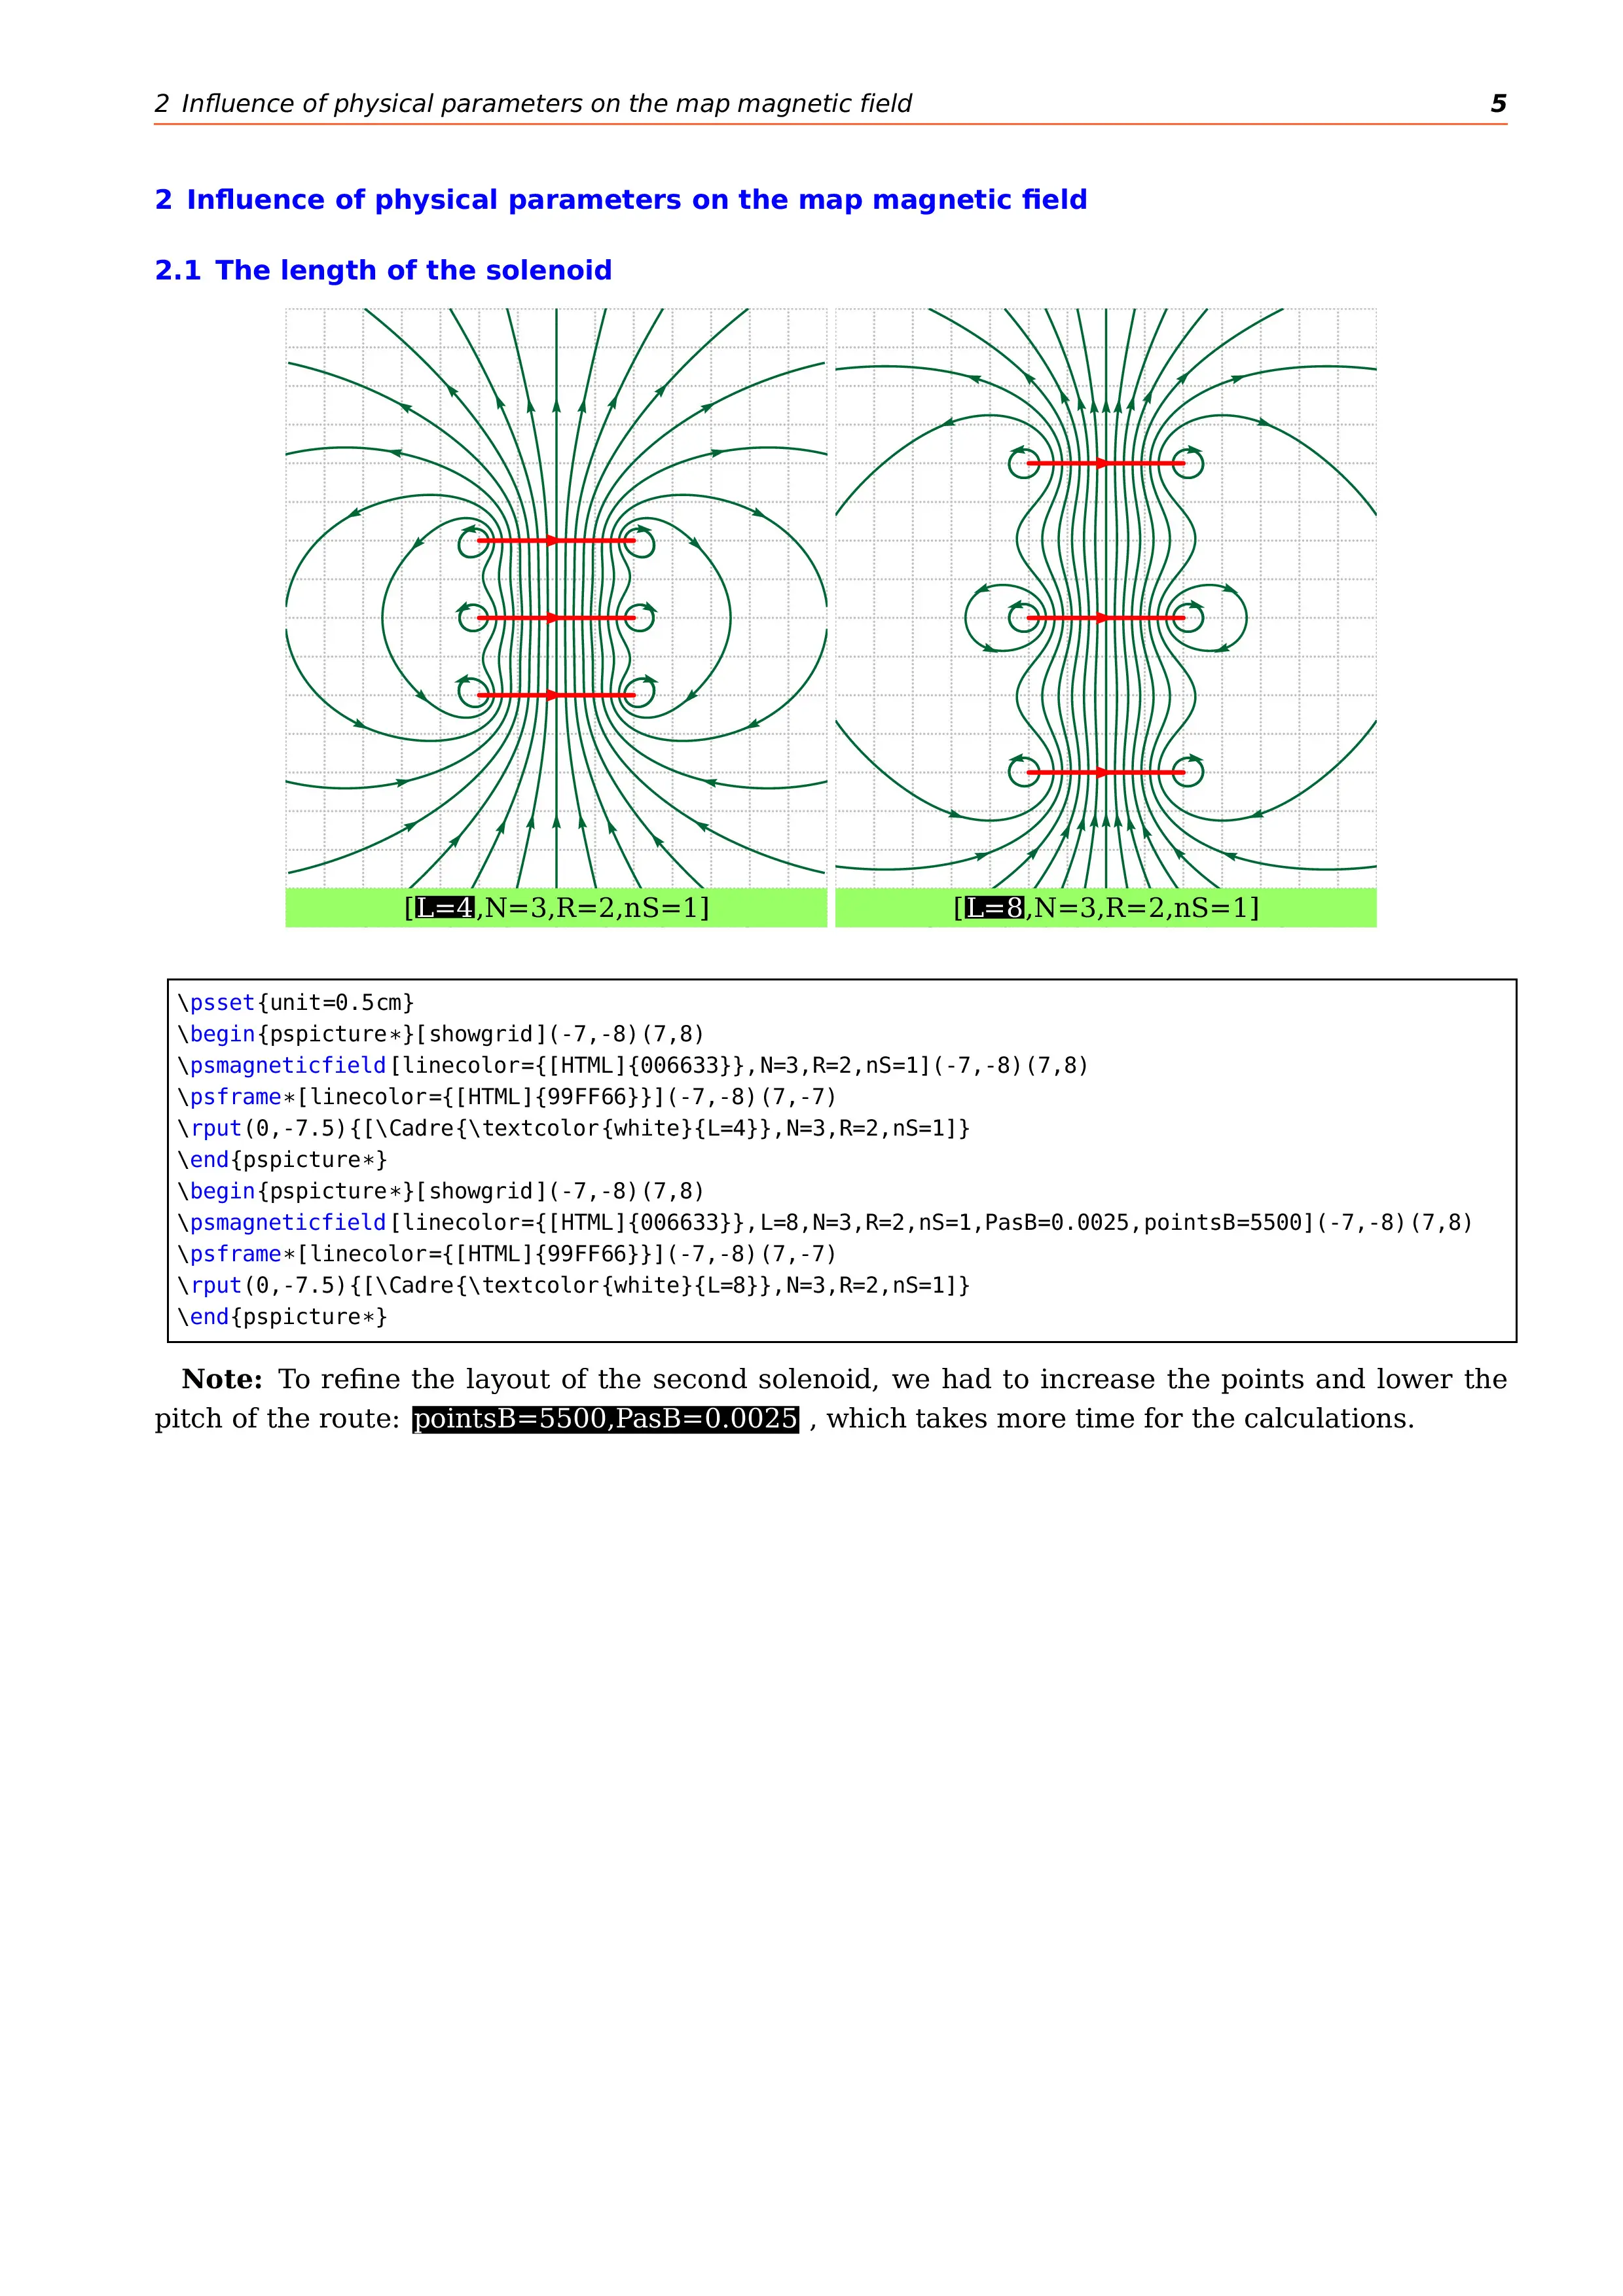 2 Influence of physical parameters on the map magnetic field 5
2 Influence of physical parameters on the map magnetic field
2.1 The length of the solenoid
[L=4,N=3,R=2,nS=1] [L=8,N=3,R=2,nS=1]
\psset{unit=0.5cm}
\begin{pspicture*}[showgrid](-7,-8)(7,8)
\psmagneticfield[linecolor={[HTML]{006633}},N=3,R=2,nS=1](-7,-8)(7,8)
\psframe*[linecolor={[HTML]{99FF66}}](-7,-8)(7,-7)
\rput(0,-7.5){[\Cadre{\textcolor{white}{L=4}},N=3,R=2,nS=1]}
\end{pspicture*}
\begin{pspicture*}[showgrid](-7,-8)(7,8)
\psmagneticfield[linecolor={[HTML]{006633}},L=8,N=3,R=2,nS=1,PasB=0.0025,pointsB=5500](-7,-8)(7,8)
\psframe*[linecolor={[HTML]{99FF66}}](-7,-8)(7,-7)
\rput(0,-7.5){[\Cadre{\textcolor{white}{L=8}},N=3,R=2,nS=1]}
\end{pspicture*}
Note: To refine the layout of the second solenoid, we had to increase the points and lower the
pitch of the route: pointsB=5500,PasB=0.0025 , which takes more time for the calculations.